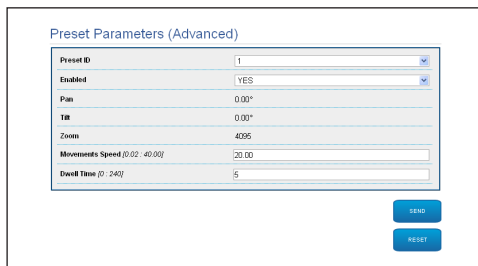 Preset Parameters (Advanced)
Preset ID 1
Enabled YES
Pan 0.00°
Tilt 0.00°
Zoom 4095
Movements Speed [0.02 : 40.00] 20.00
Dwell Time [0 : 240] 5
SEND
RESET